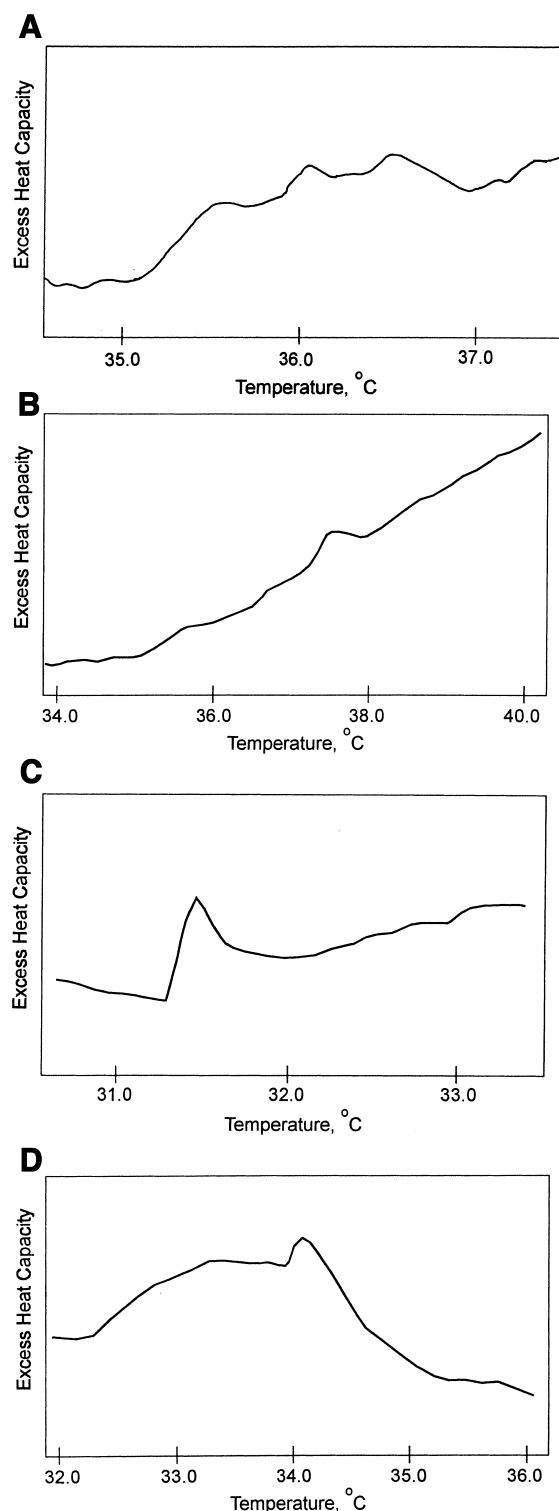 A
Excess Heat Capacity
35.0 36.0 37.0
Temperature, °C
B
Excess Heat Capacity
34.0 36.0 38.0 40.0
Temperature, °C
C
Excess Heat Capacity
31.0 32.0 33.0
Temperature, °C
D
Excess Heat Capacity
32.0 33.0 34.0 35.0 36.0
Temperature, °C